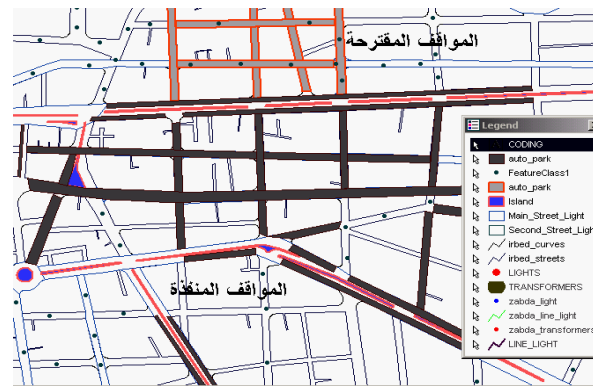 المواقف المقترحة
Legend
CODING
auto_park
FeatureClass1
auto_park
Island
Main_Street_Light
Second_Street_Ligh
irbed_curves
irbed_streets
LIGHTS
TRANSFORMERS
zabda_light
zabda_line_light
zabda_transformers
LINE_LIGHT
المواقف المنفذة